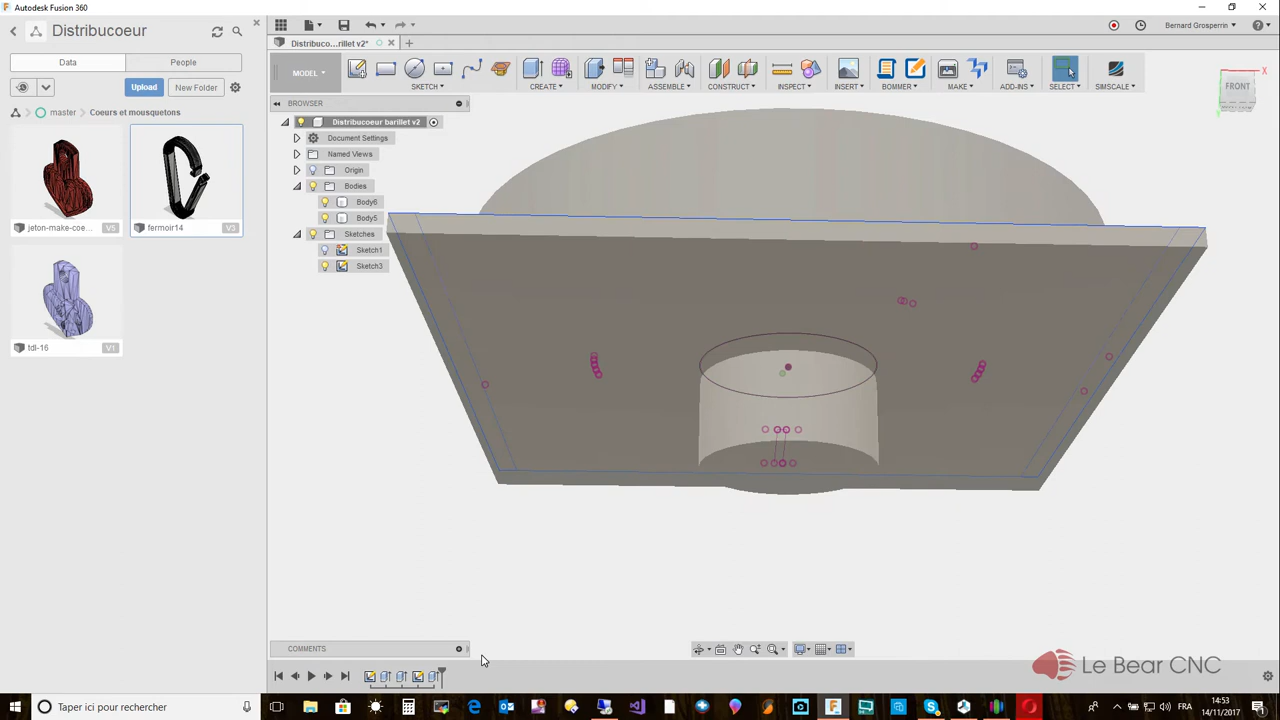 Autodesk Fusion 360
Distribucoeur
Data
People
Upload
New Folder
master
Coeurs et mousquetons
jeton-make-coe...
V5
fermoir14
V3
tdl-16
V1
Bernard Grosperrin
Distribuco...rillet v2*
MODEL
SKETCH
CREATE
MODIFY
ASSEMBLE
CONSTRUCT
INSPECT
INSERT
BOMMER
MAKE
ADD-INS
SELECT
SIMSCALE
BROWSER
Distribucoeur barillet v2
Document Settings
Named Views
Origin
Bodies
Body6
Body5
Sketches
Sketch1
Sketch3
FRONT
X
COMMENTS
Le Bear CNC
Taper ici pour rechercher
FRA
14:53
14/11/2017